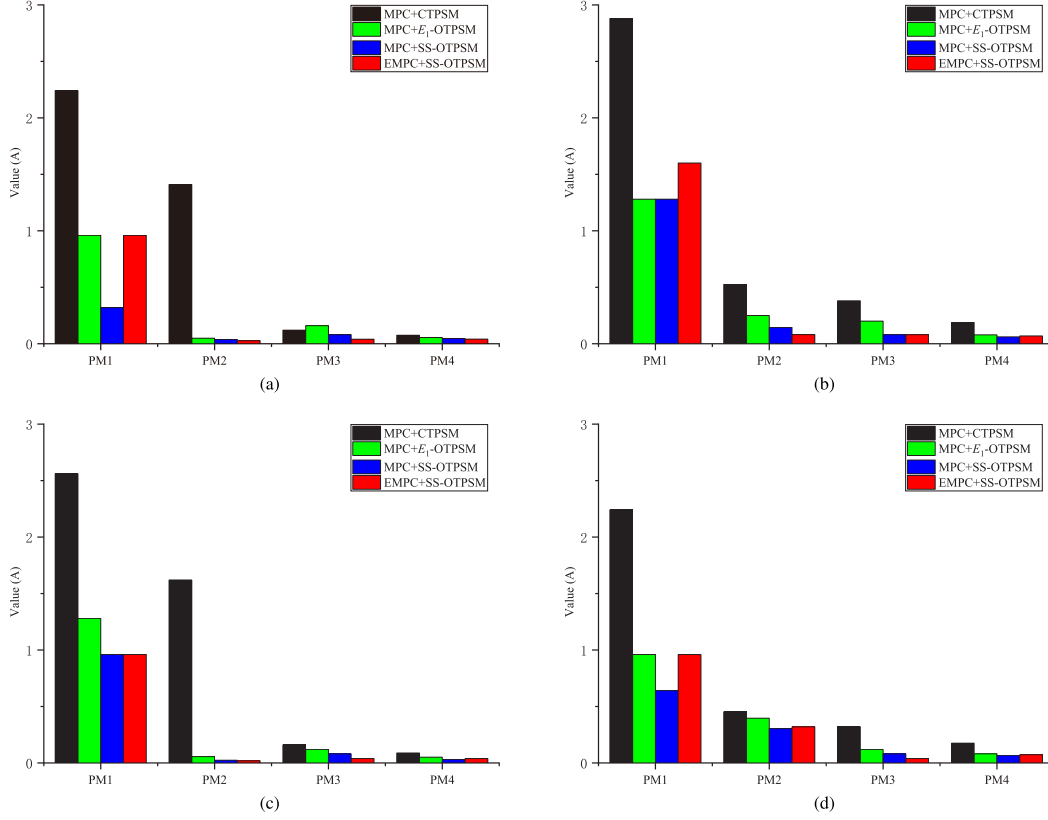 3
2
1
0
Value (A)
MPC+CTPSM
MPC+E₁-OTPSM
MPC+SS-OTPSM
EMPC+SS-OTPSM
PM1 PM2 PM3 PM4
(a)
3
2
1
0
Value (A)
MPC+CTPSM
MPC+E₁-OTPSM
MPC+SS-OTPSM
EMPC+SS-OTPSM
PM1 PM2 PM3 PM4
(b)
3
2
1
0
Value (A)
MPC+CTPSM
MPC+E₁-OTPSM
MPC+SS-OTPSM
EMPC+SS-OTPSM
PM1 PM2 PM3 PM4
(c)
3
2
1
0
Value (A)
MPC+CTPSM
MPC+E₁-OTPSM
MPC+SS-OTPSM
EMPC+SS-OTPSM
PM1 PM2 PM3 PM4
(d)